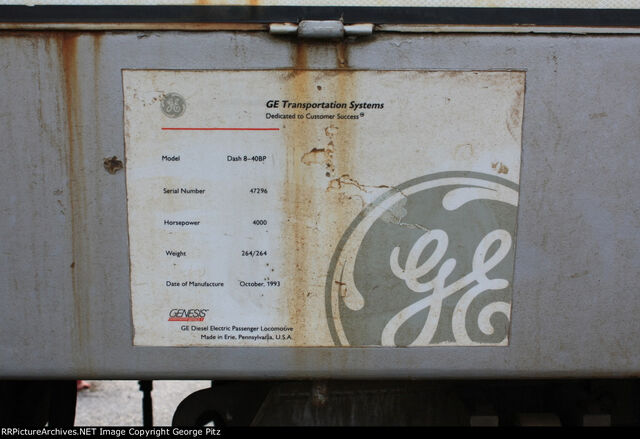 GE
GE Transportation Systems
Dedicated to Customer Success
Model Dash 8-40BP
Serial Number 47296
Horsepower 4000
Weight 264/264
Date of Manufacture October, 1993
GENESIS
GE Diesel Electric Passenger Locomotive
Made in Erie, Pennsylvania, U.S.A.
GE
RRPictureArchives.NET Image Copyright George Pitz